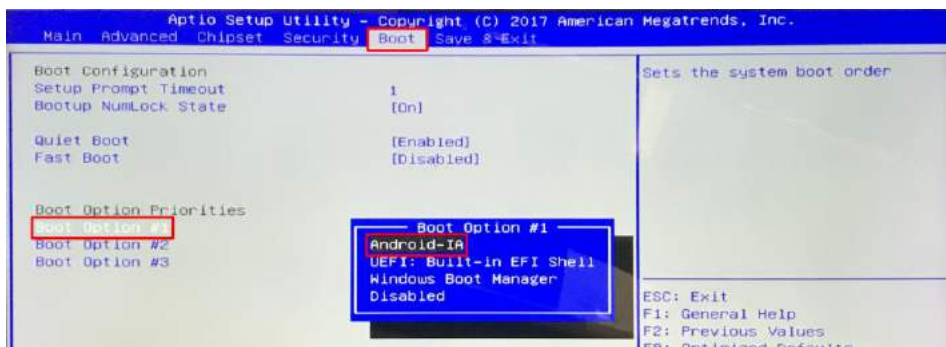 Aptio Setup Utility – Copyright (C) 2017 American Megatrends, Inc.
Main Advanced Chipset Security Boot Save & Exit
Boot Configuration
Setup Prompt Timeout 1
Bootup NumLock State [On]
Quiet Boot [Enabled]
Fast Boot [Disabled]
Boot Option Priorities
Boot Option #1
Boot Option #2
Boot Option #3
Boot Option #1
Android-IA
UEFI: Built-in EFI Shell
Windows Boot Manager
Disabled
Sets the system boot order
ESC: Exit
F1: General Help
F2: Previous Values
F3: Optimized Defaults